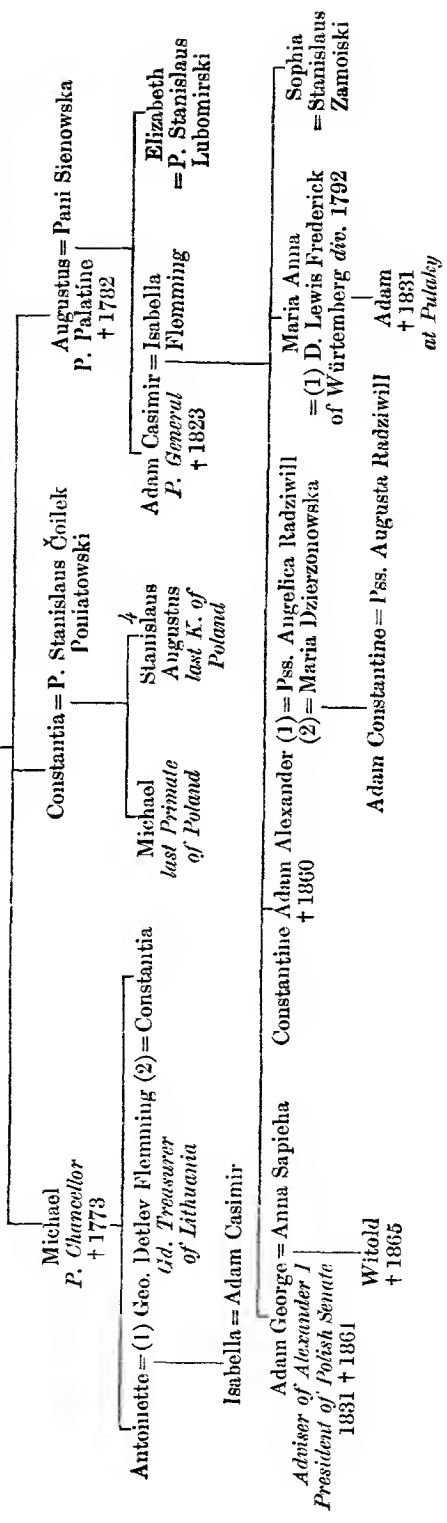 Michael
P. Chancellor
† 1773
Constantia = P. Stanislaus Čoilek
Poniatowski
Augustus = Pani Sienowska
P. Palatine
† 1782
Antoinette = (1) Geo. Detlev Flemming (2) = Constantia
Gd. Treasurer
of Lithuania
Michael
last Primate
of Poland
4
Stanislaus
Augustus
last K. of
Poland
Adam Casimir = Isabella
P. General Flemming
† 1823
Elizabeth
= P. Stanislaus
Lubomirski
Isabella = Adam Casimir
Adam George = Anna Sapieha
Adviser of Alexander I
President of Polish Senate
1831 † 1861
Constantine Adam Alexander (1) = Pss. Angelica Radziwill
† 1860 (2) = Maria Dzierzonowska
Maria Anna
= (1) D. Lewis Frederick
of Würtemberg div. 1792
Sophia
= Stanislaus
Zamoiski
Witold
† 1865
Adam Constantine = Pss. Augusta Radziwill
Adam
† 1831
at Pulaky